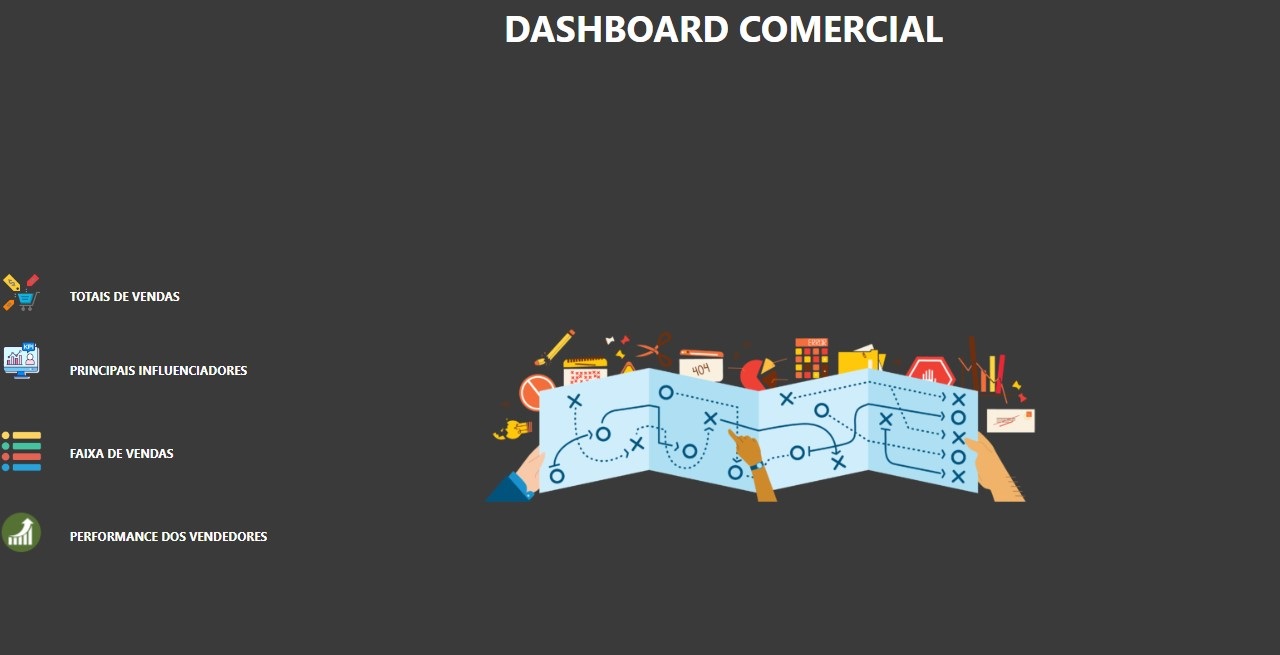 DASHBOARD COMERCIAL
TOTAIS DE VENDAS
KPI
PRINCIPAIS INFLUENCIADORES
ERROR
404
FAIXA DE VENDAS
PERFORMANCE DOS VENDEDORES